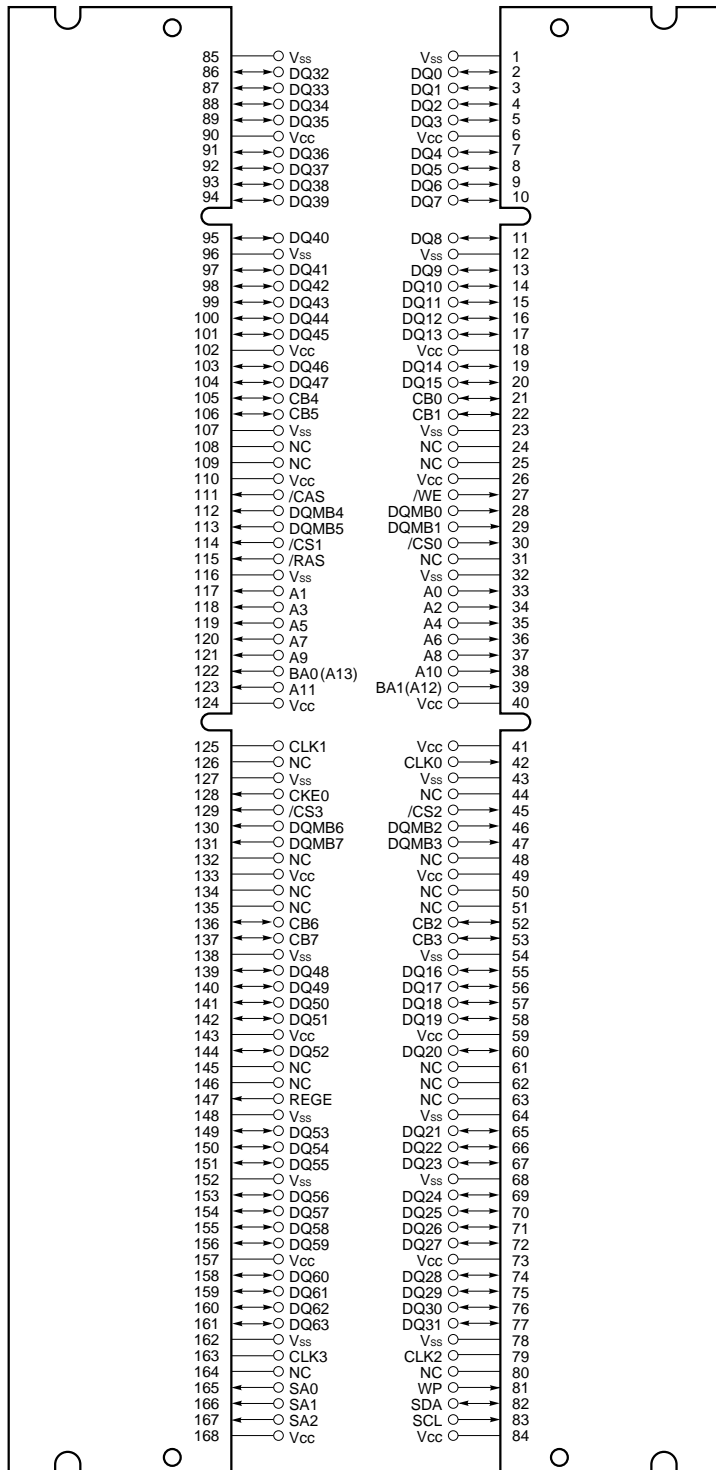 85 Vss Vss 1
86 DQ32 DQ0 2
87 DQ33 DQ1 3
88 DQ34 DQ2 4
89 DQ35 DQ3 5
90 Vcc Vcc 6
91 DQ36 DQ4 7
92 DQ37 DQ5 8
93 DQ38 DQ6 9
94 DQ39 DQ7 10
95 DQ40 DQ8 11
96 Vss Vss 12
97 DQ41 DQ9 13
98 DQ42 DQ10 14
99 DQ43 DQ11 15
100 DQ44 DQ12 16
101 DQ45 DQ13 17
102 Vcc Vcc 18
103 DQ46 DQ14 19
104 DQ47 DQ15 20
105 CB4 CB0 21
106 CB5 CB1 22
107 Vss Vss 23
108 NC NC 24
109 NC NC 25
110 Vcc Vcc 26
111 /CAS /WE 27
112 DQMB4 DQMB0 28
113 DQMB5 DQMB1 29
114 /CS1 /CS0 30
115 /RAS NC 31
116 Vss Vss 32
117 A1 A0 33
118 A3 A2 34
119 A5 A4 35
120 A7 A6 36
121 A9 A8 37
122 BA0(A13) A10 38
123 A11 BA1(A12) 39
124 Vcc Vcc 40
125 CLK1 Vcc 41
126 NC CLK0 42
127 Vss Vss 43
128 CKE0 NC 44
129 /CS3 /CS2 45
130 DQMB6 DQMB2 46
131 DQMB7 DQMB3 47
132 NC NC 48
133 Vcc Vcc 49
134 NC NC 50
135 NC NC 51
136 CB6 CB2 52
137 CB7 CB3 53
138 Vss Vss 54
139 DQ48 DQ16 55
140 DQ49 DQ17 56
141 DQ50 DQ18 57
142 DQ51 DQ19 58
143 Vcc Vcc 59
144 DQ52 DQ20 60
145 NC NC 61
146 NC NC 62
147 REGE NC 63
148 Vss Vss 64
149 DQ53 DQ21 65
150 DQ54 DQ22 66
151 DQ55 DQ23 67
152 Vss Vss 68
153 DQ56 DQ24 69
154 DQ57 DQ25 70
155 DQ58 DQ26 71
156 DQ59 DQ27 72
157 Vcc Vcc 73
158 DQ60 DQ28 74
159 DQ61 DQ29 75
160 DQ62 DQ30 76
161 DQ63 DQ31 77
162 Vss Vss 78
163 CLK3 CLK2 79
164 NC NC 80
165 SA0 WP 81
166 SA1 SDA 82
167 SA2 SCL 83
168 Vcc Vcc 84